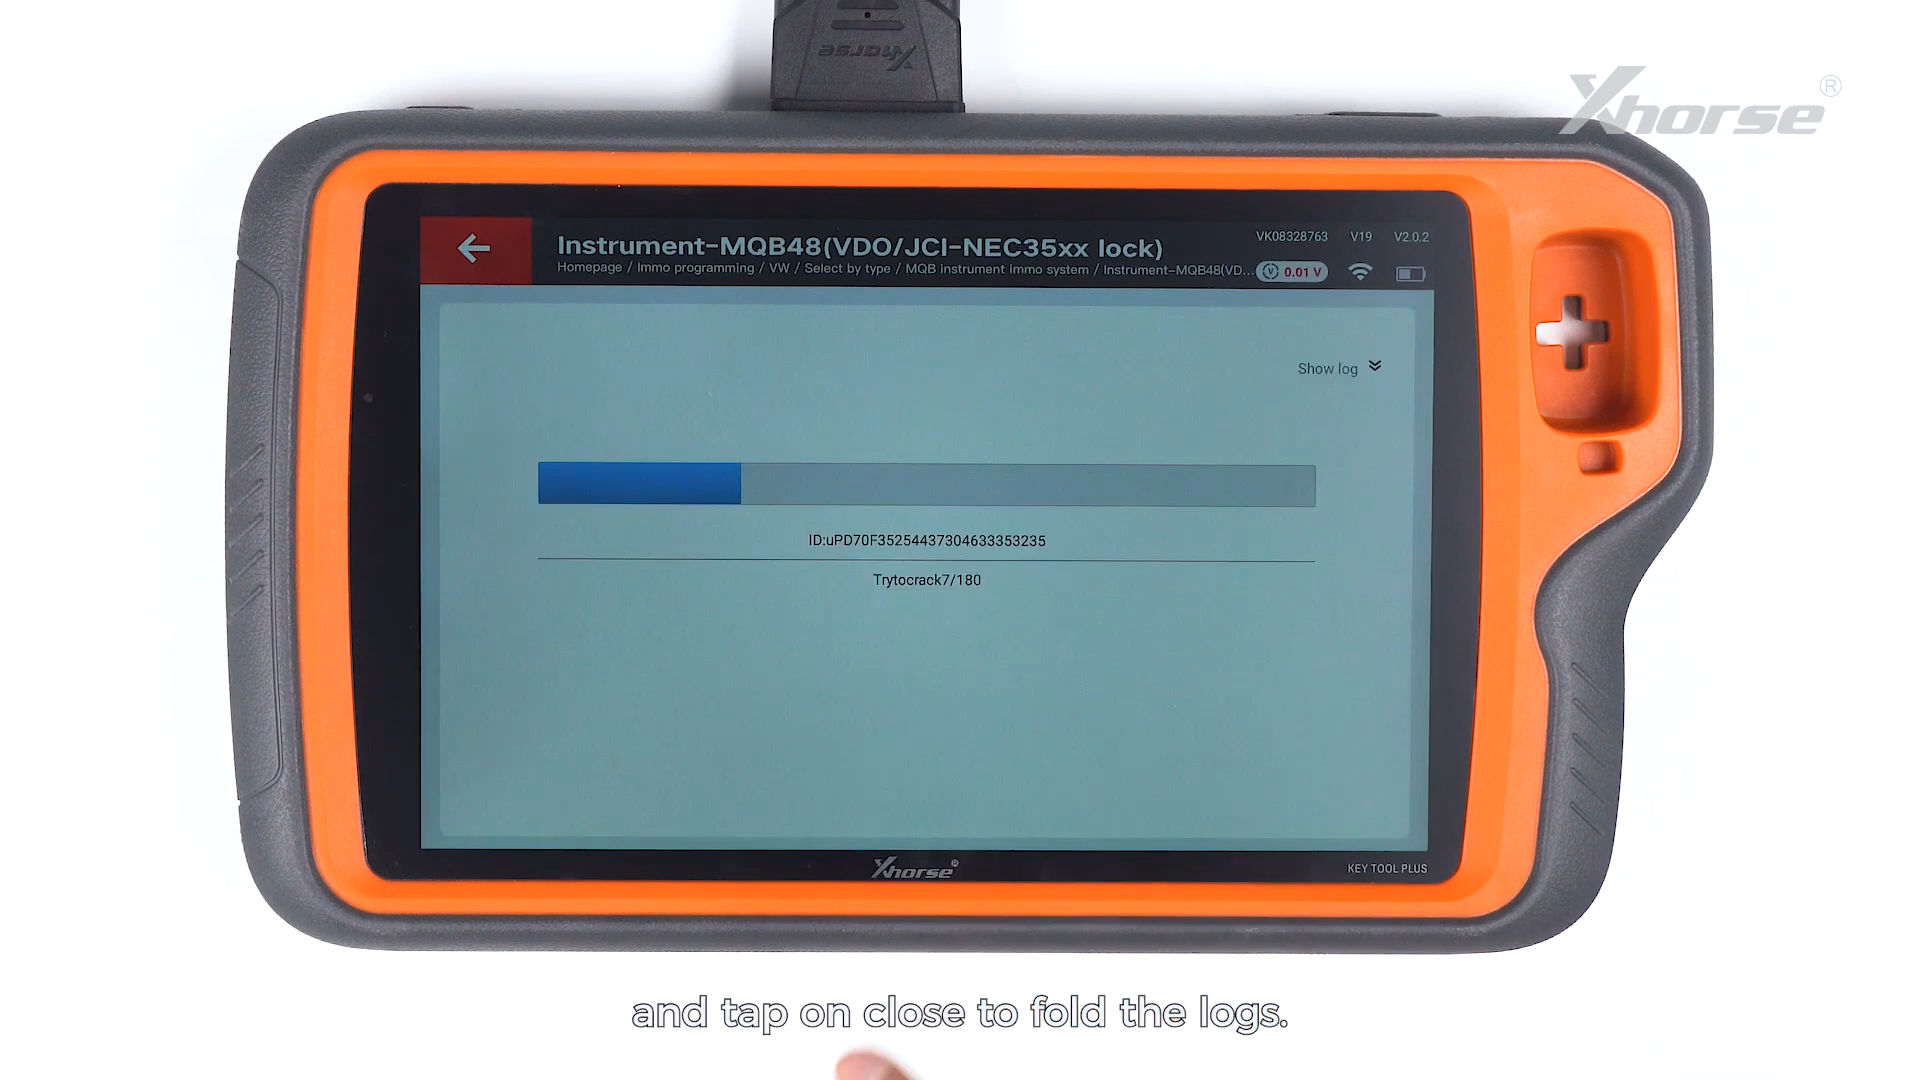 Xhorse
Xhorse®
Instrument-MQB48(VDO/JCI-NEC35xx lock)
VK08328763 V19 V2.0.2
Homepage / Immo programming / VW / Select by type / MQB instrument immo system / Instrument-MQB48(VD...
0.01 V
Show log
ID:uPD70F35254437304633353235
Trytocrack7/180
Xhorse®
KEY TOOL PLUS
and tap on close to fold the logs.